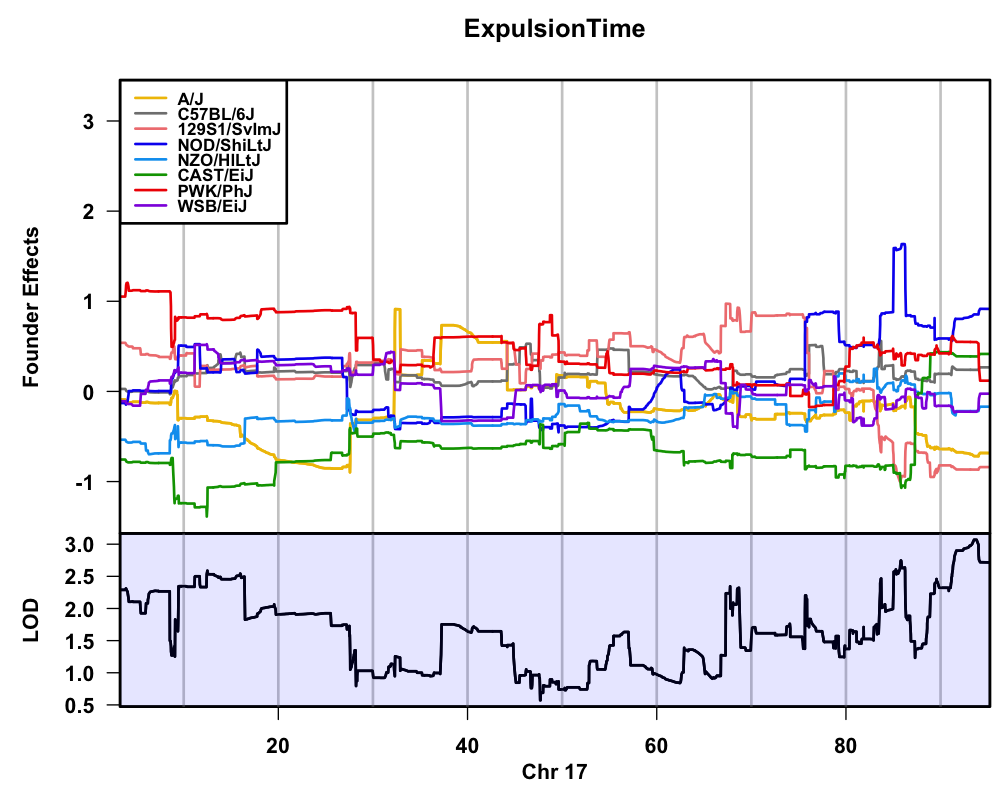 ExpulsionTime
A/J
C57BL/6J
129S1/SvImJ
NOD/ShiLtJ
NZO/HILtJ
CAST/EiJ
PWK/PhJ
WSB/EiJ
Founder Effects
3
2
1
0
-1
LOD
3.0
2.5
2.0
1.5
1.0
0.5
20 40 60 80
Chr 17